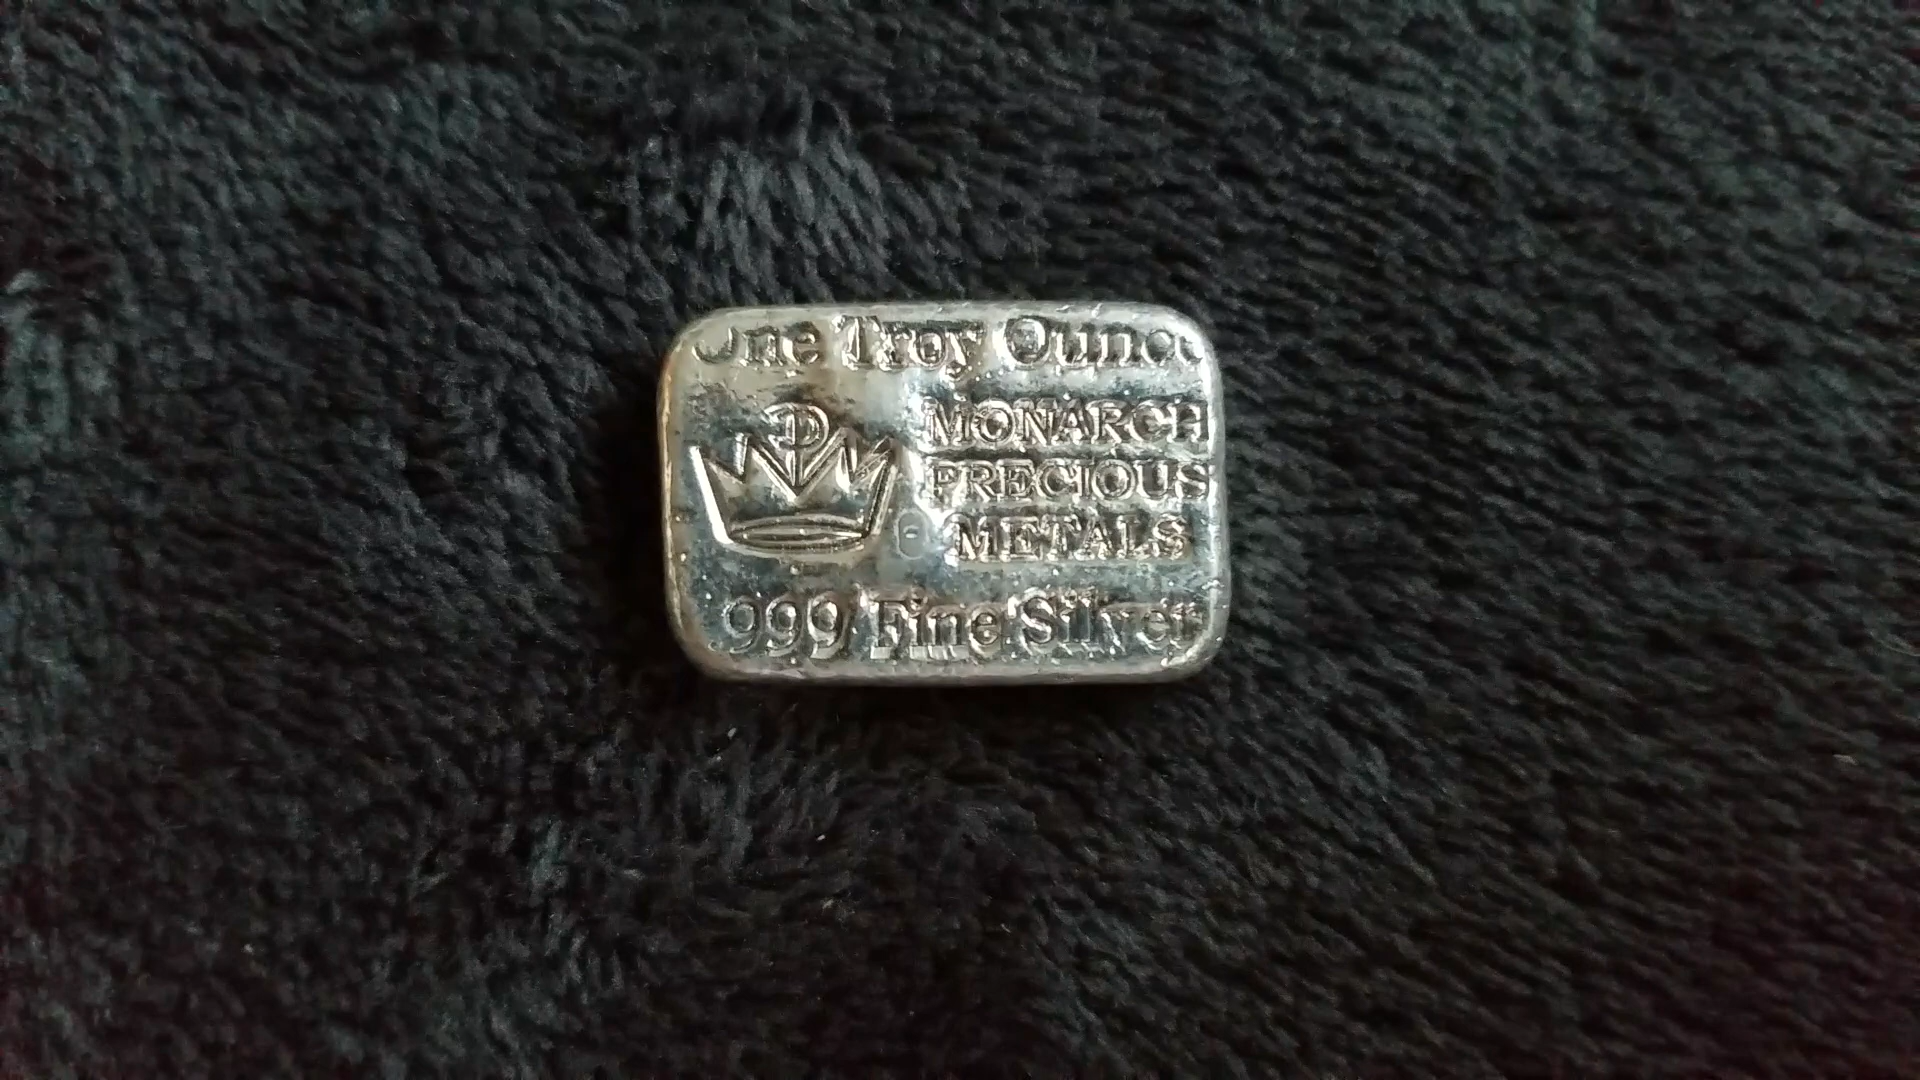 One Troy Ounce
MONARCH
PRECIOUS
METALS
999 Fine Silver